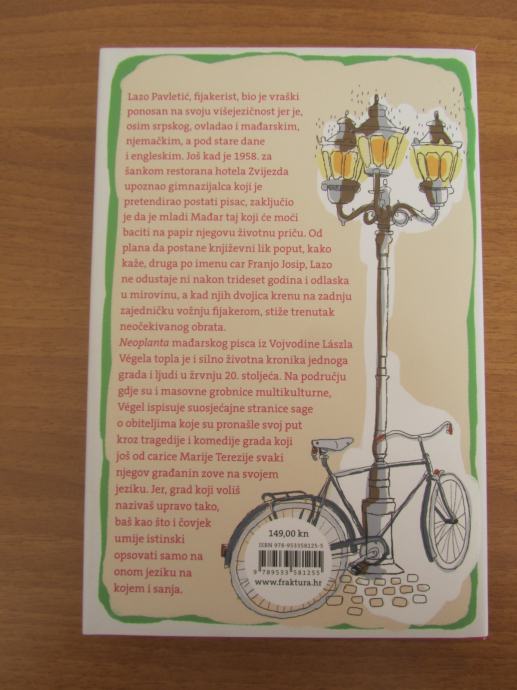 Lazo Pavletić, fijakerist, bio je vraški
ponosan na svoju višejezičnost jer je,
osim srpskog, ovladao i mađarskim,
njemačkim, a pod stare dane
i engleskim. Još kad je 1958. za
šankom restorana hotela Zvijezda
upoznao gimnazijalca koji je
pretendirao postati pisac, zaključio
je da je mladi Mađar taj koji će moći
baciti na papir njegovu životnu priču. Od
plana da postane književni lik poput, kako
kaže, druga po imenu car Franjo Josip, Lazo
ne odustaje ni nakon trideset godina i odlaska
u mirovinu, a kad njih dvojica krenu na zadnju
zajedničku vožnju fijakerom, stiže trenutak
neočekivanog obrata.
Neoplanta mađarskog pisca iz Vojvodine Lászla
Végela topla je i silno životna kronika jednoga
grada i ljudi u žrvnju 20. stoljeća. Na području
gdje su i masovne grobnice multikulturne,
Végel ispisuje suosjećajne stranice sage
o obiteljima koje su pronašle svoj put
kroz tragedije i komedije grada koji
još od carice Marije Terezije svaki
njegov građanin zove na svojem
jeziku. Jer, grad koji voliš
nazivaš upravo tako,
baš kao što i čovjek
umije istinski
opsovati samo na
onom jeziku na
kojem i sanja.
149,00 kn
ISBN 978-953358125-5
9 789533 581255
www.fraktura.hr